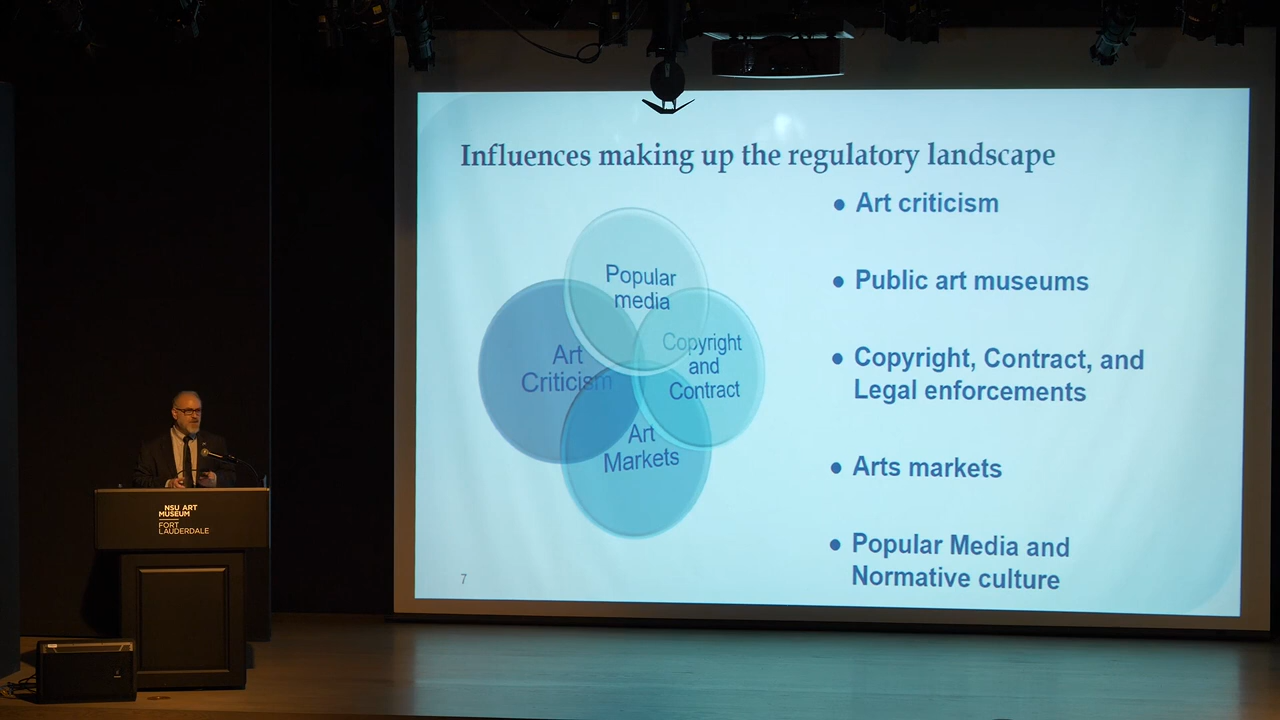 Influences making up the regulatory landscape
Popular
media
Art
Criticism
Copyright
and
Contract
Art
Markets
● Art criticism
● Public art museums
● Copyright, Contract, and
Legal enforcements
● Arts markets
● Popular Media and
Normative culture
7
NSU ART
MUSEUM
FORT
LAUDERDALE